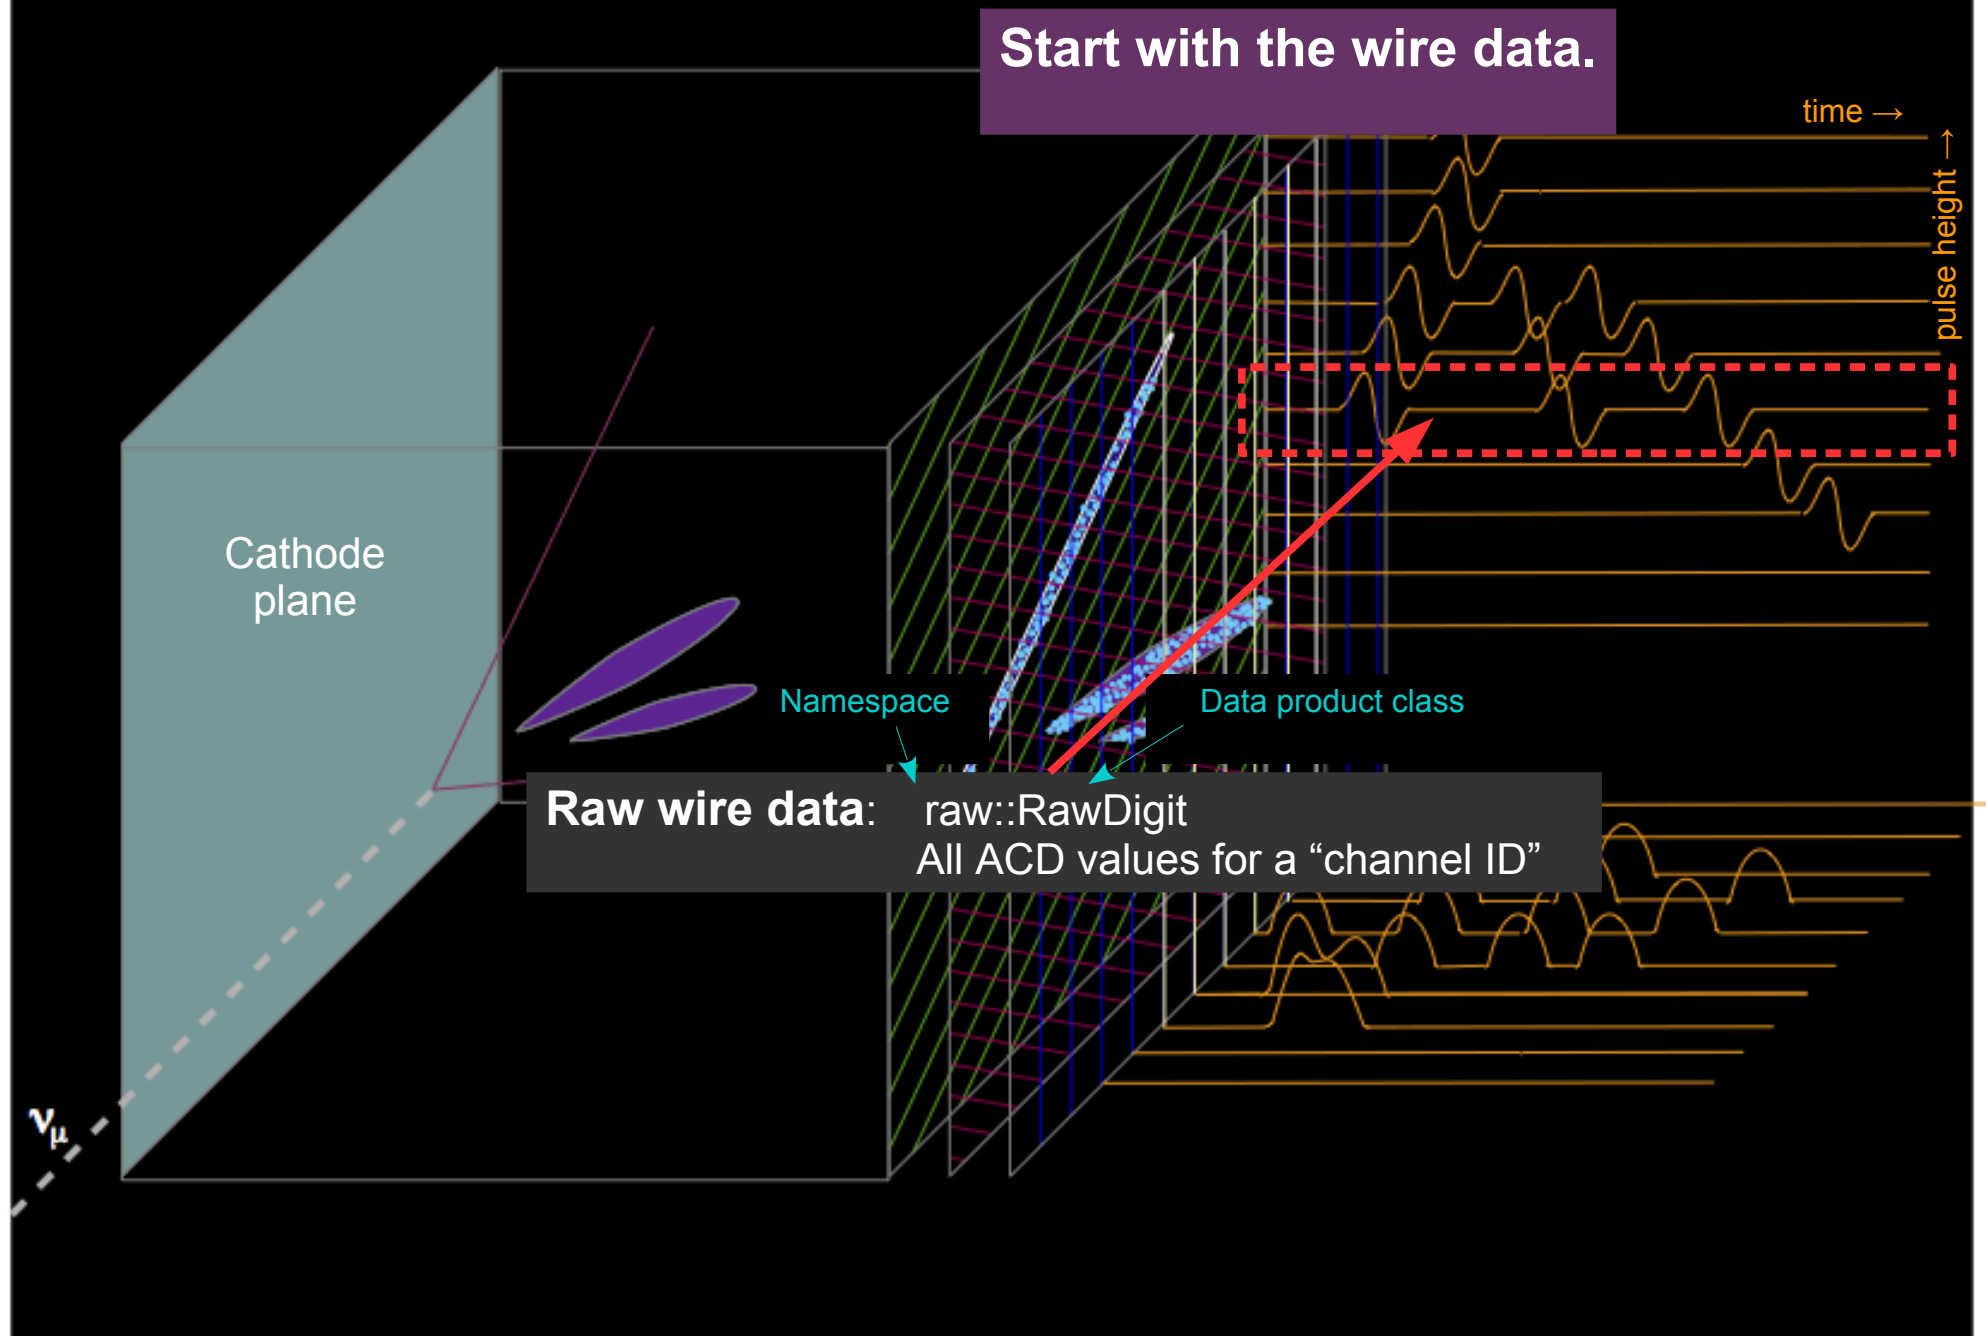 Start with the wire data.
time →
pulse height →
Cathode
plane
Namespace
Data product class
Raw wire data: raw::RawDigit
All ACD values for a “channel ID”
νμ